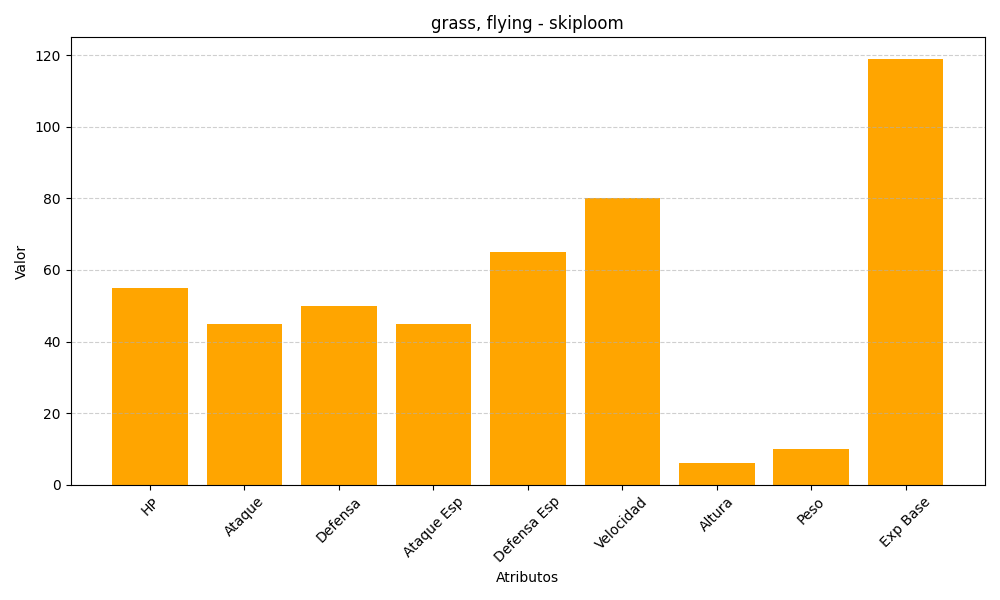 grass, flying - skiploom
Valor
120
100
80
60
40
20
0
HP
Ataque
Defensa
Ataque Esp
Defensa Esp
Velocidad
Altura
Peso
Exp Base
Atributos